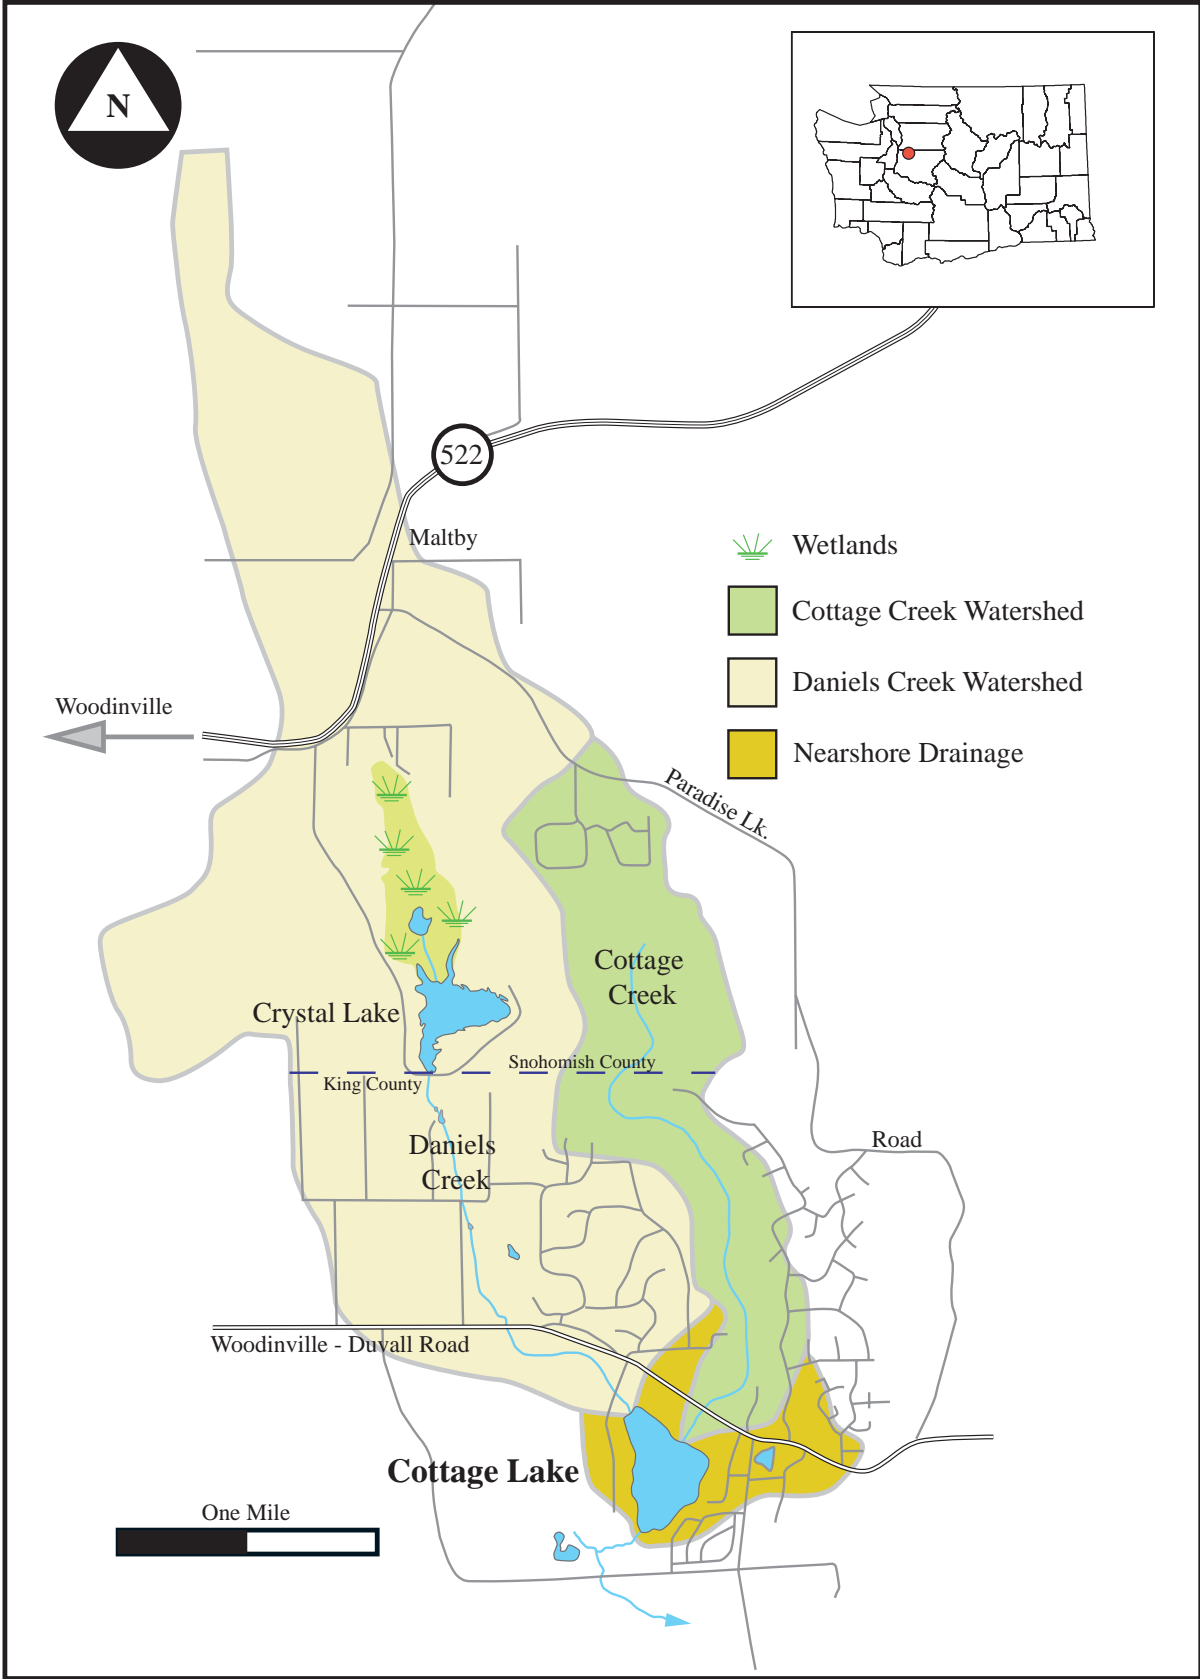 N
522
Maltby
Wetlands
Cottage Creek Watershed
Daniels Creek Watershed
Nearshore Drainage
Woodinville
Paradise Lk.
Cottage
Creek
Crystal Lake
Snohomish County
King County
Daniels
Creek
Road
Woodinville - Duvall Road
Cottage Lake
One Mile